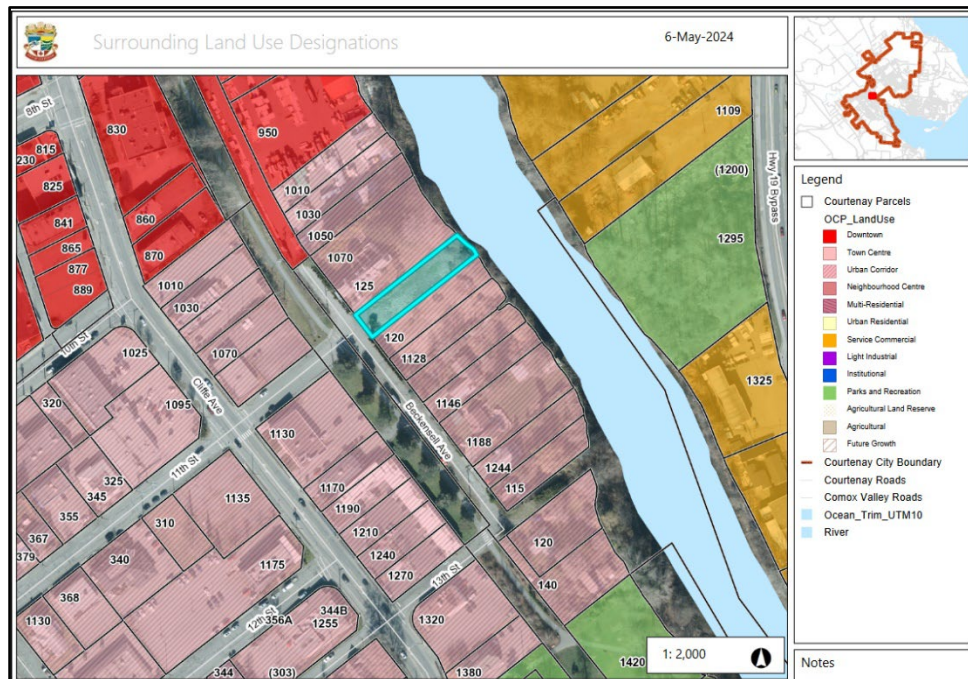 Surrounding Land Use Designations
6-May-2024
8th St
815
230
825
841
865
877
889
830
860
870
950
1010
1030
1050
1070
125
120
1128
1146
1188
1244
115
120
140
1420
1109
(1200)
1295
Hwy 19 Bypass
1325
10th St
1010
1030
1070
1025
1095
Cliffe Ave
11th St
Beckensell Ave
320
325
345
355
367
379
310
340
368
1130
1135
1175
1130
1170
1190
1210
1240
1270
13th St
1320
1380
12th St
356A
344B
1255
344
(303)
1: 2,000
Legend
Courtenay Parcels
OCP_LandUse
Downtown
Town Centre
Urban Corridor
Neighbourhood Centre
Multi-Residential
Urban Residential
Service Commercial
Light Industrial
Institutional
Parks and Recreation
Agricultural Land Reserve
Agricultural
Future Growth
Courtenay City Boundary
Courtenay Roads
Comox Valley Roads
Ocean_Trim_UTM10
River
Notes